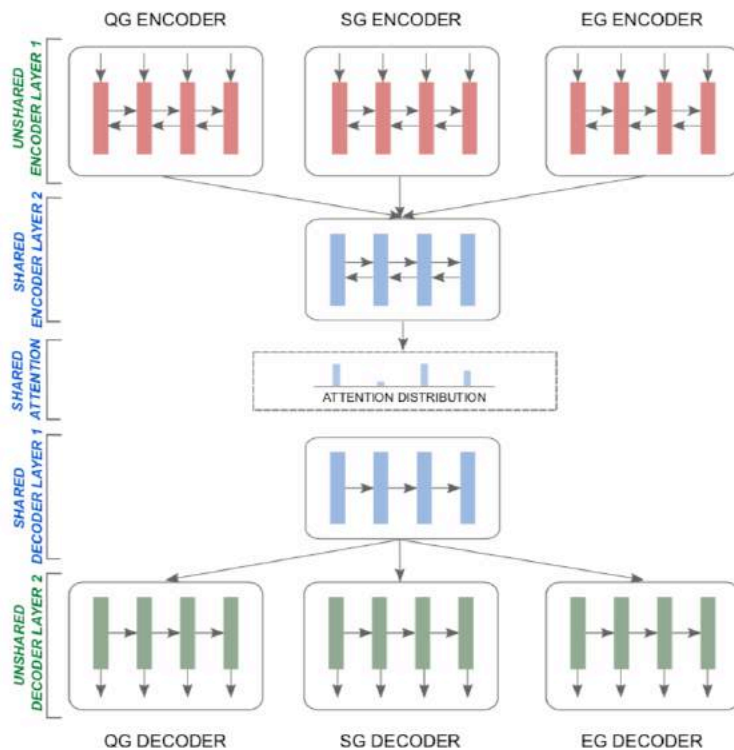 QG ENCODER SG ENCODER EG ENCODER
UNSHARED
ENCODER LAYER 1
SHARED
ENCODER LAYER 2
SHARED
ATTENTION
ATTENTION DISTRIBUTION
SHARED
DECODER LAYER 1
UNSHARED
DECODER LAYER 2
QG DECODER SG DECODER EG DECODER